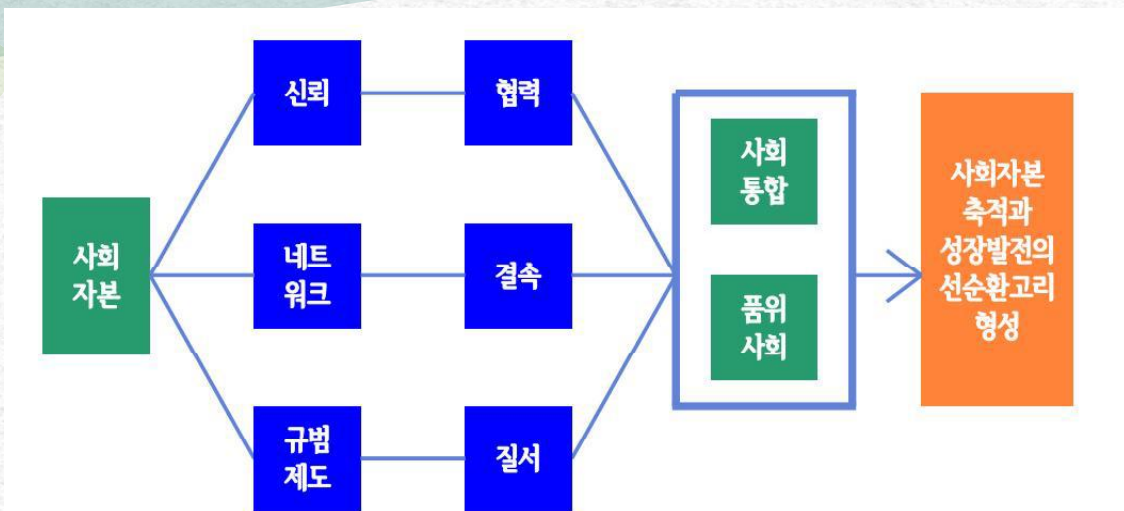 사회
자본
신뢰
협력
네트
워크
결속
규범
제도
질서
사회
통합
품위
사회
사회자본
축적과
성장발전의
선순환고리
형성